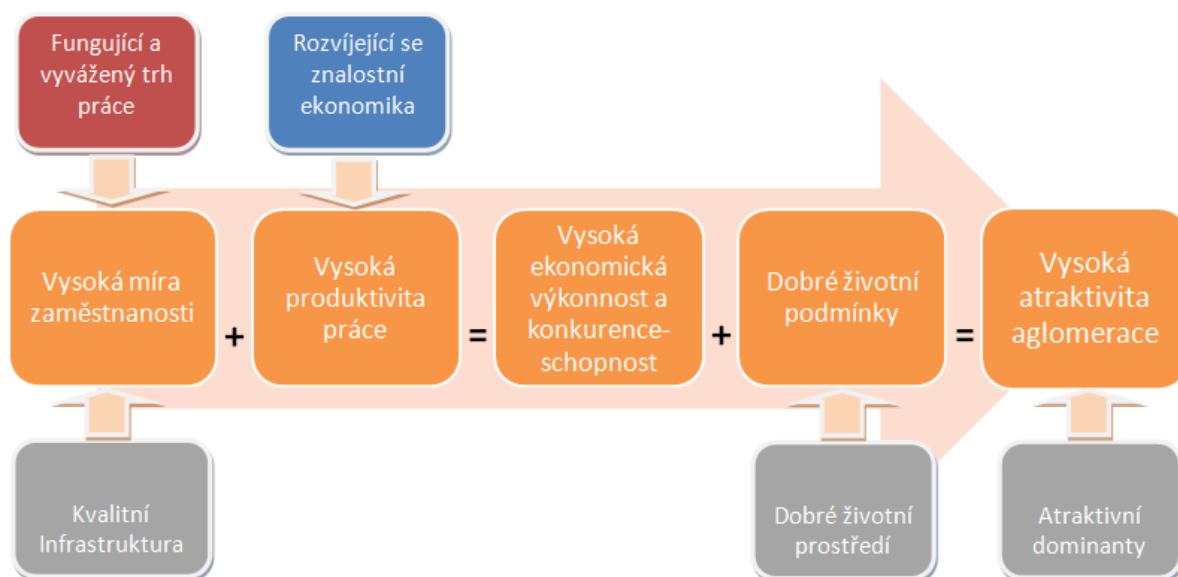 Fungující a
vyvážený trh
práce
Rozvíjející se
znalostní
ekonomika
Vysoká míra
zaměstnanosti
+
Vysoká
produktivita
práce
=
Vysoká
ekonomická
výkonnost a
konkurence-
schopnost
+
Dobré životní
podmínky
=
Vysoká
atraktivita
aglomerace
Kvalitní
Infrastruktura
Dobré životní
prostředí
Atraktivní
dominanty